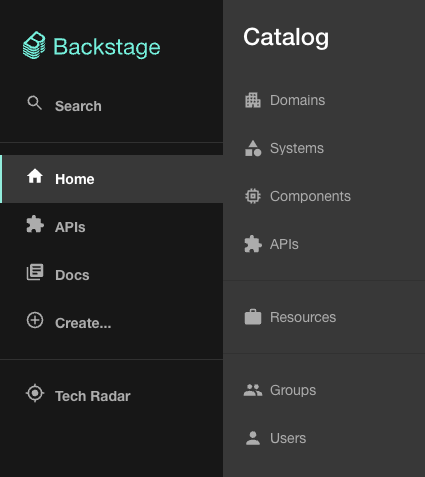 Backstage
Search
Home
APIs
Docs
Create...
Tech Radar
Catalog
Domains
Systems
Components
APIs
Resources
Groups
Users